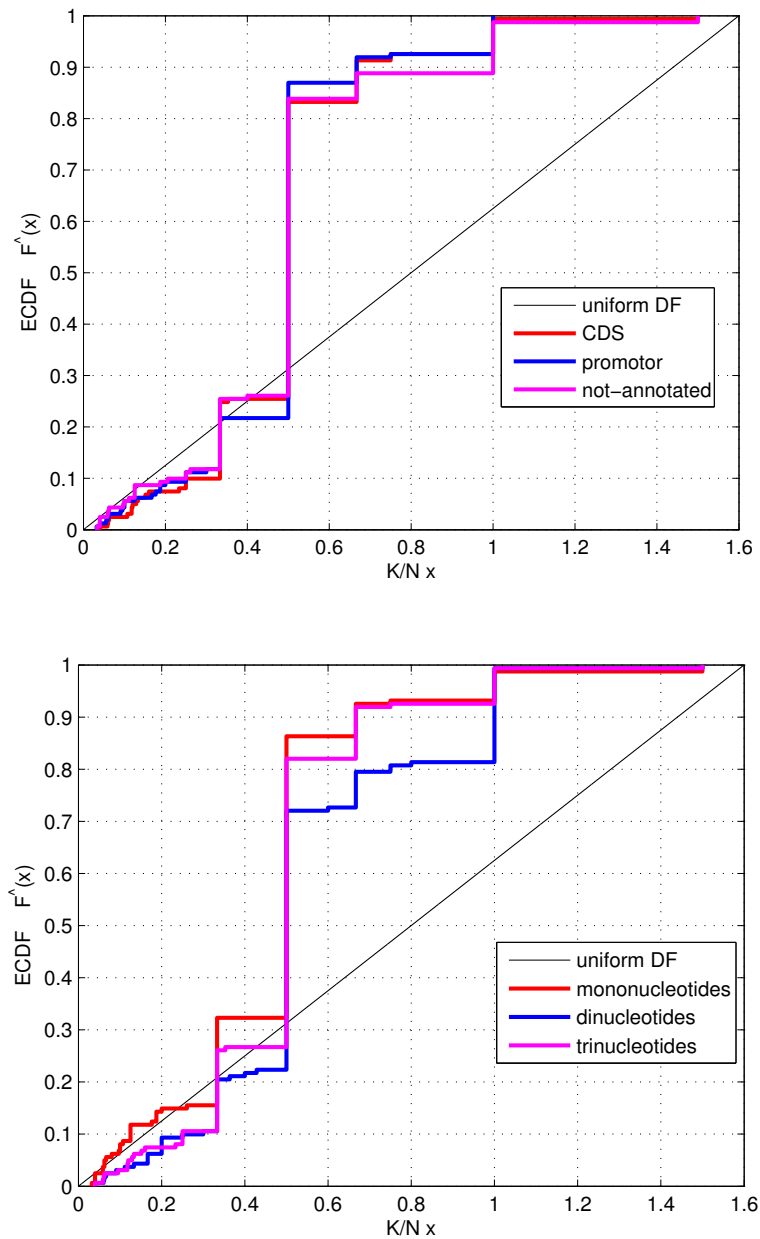 1
0.9
0.8
0.7
0.6
0.5
0.4
0.3
0.2
0.1
0
ECDF F^(x)
uniform DF
CDS
promotor
not-annotated
0 0.2 0.4 0.6 0.8 1 1.2 1.4 1.6
K/N x
1
0.9
0.8
0.7
0.6
0.5
0.4
0.3
0.2
0.1
0
ECDF F^(x)
uniform DF
mononucleotides
dinucleotides
trinucleotides
0 0.2 0.4 0.6 0.8 1 1.2 1.4 1.6
K/N x